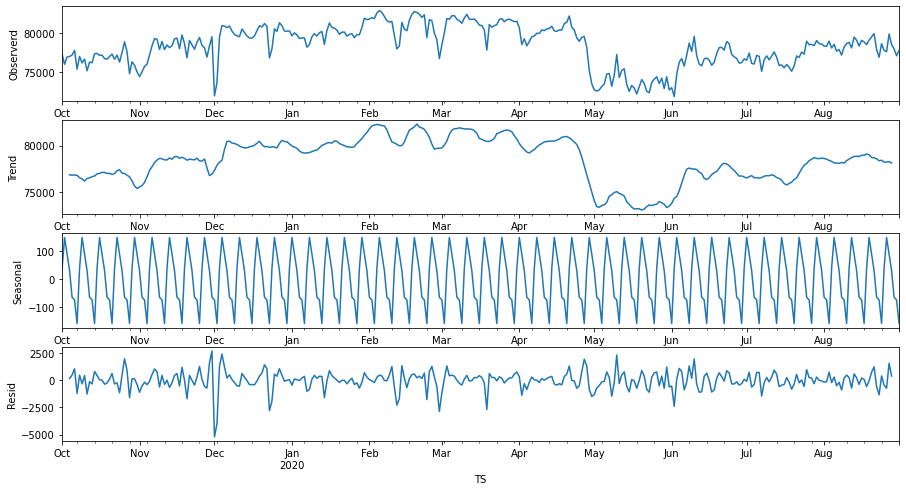 Observerd
80000
75000
Oct Nov Dec Jan Feb Mar Apr May Jun Jul Aug
Trend
80000
75000
Oct Nov Dec Jan Feb Mar Apr May Jun Jul Aug
Seasonal
100
0
−100
Oct Nov Dec Jan Feb Mar Apr May Jun Jul Aug
Resid
2500
0
−2500
−5000
Oct Nov Dec Jan Feb Mar Apr May Jun Jul Aug
2020
TS